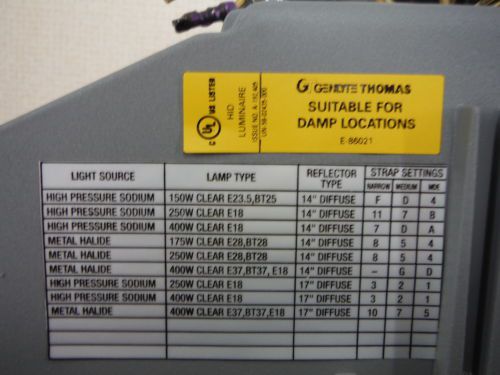 C UL US LISTED
HID
LUMINAIRE
GENLYTE THOMAS
SUITABLE FOR
DAMP LOCATIONS
E-86021
LIGHT SOURCE LAMP TYPE REFLECTOR TYPE STRAP SETTINGS
NARROW MEDIUM WIDE
HIGH PRESSURE SODIUM 150W CLEAR E23.5,BT25 14" DIFFUSE F D 4
HIGH PRESSURE SODIUM 250W CLEAR E18 14" DIFFUSE 11 7 B
HIGH PRESSURE SODIUM 400W CLEAR E18 14" DIFFUSE 7 D A
METAL HALIDE 175W CLEAR E28,BT28 14" DIFFUSE 8 5 4
METAL HALIDE 250W CLEAR E28,BT28 14" DIFFUSE 8 5 4
METAL HALIDE 400W CLEAR E37,BT37,E18 14" DIFFUSE – G D
HIGH PRESSURE SODIUM 250W CLEAR E18 17" DIFFUSE 3 2 1
HIGH PRESSURE SODIUM 400W CLEAR E18 17" DIFFUSE 3 2 1
METAL HALIDE 400W CLEAR E37,BT37,E18 17" DIFFUSE 10 7 5